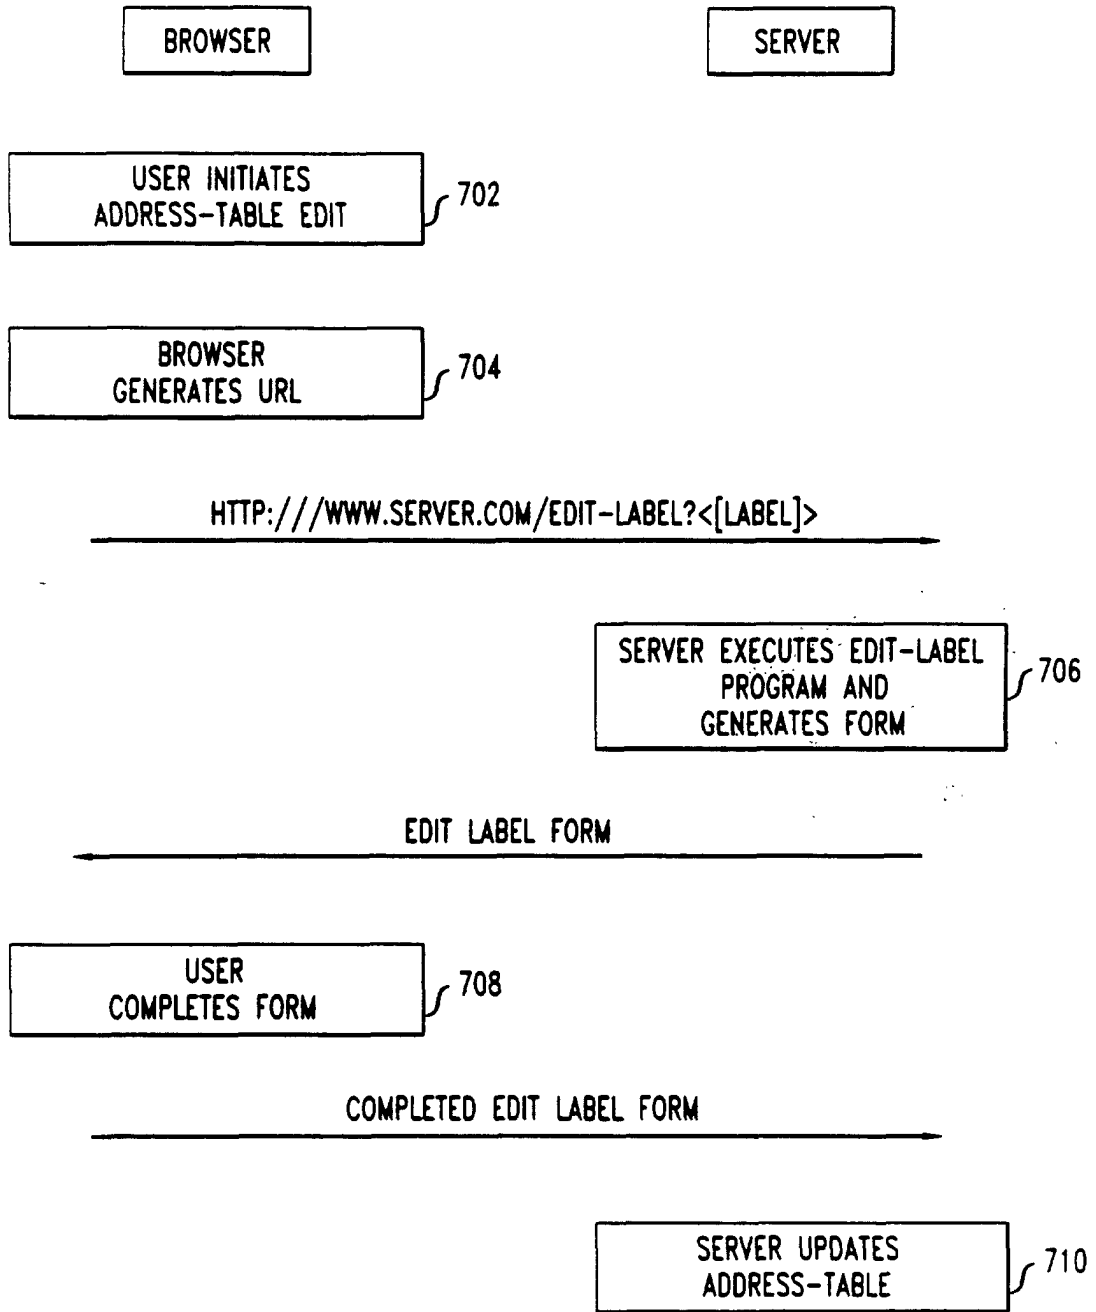 BROWSER
SERVER
USER INITIATES
ADDRESS-TABLE EDIT
702
BROWSER
GENERATES URL
704
HTTP:///WWW.SERVER.COM/EDIT-LABEL?<[LABEL]>
SERVER EXECUTES EDIT-LABEL
PROGRAM AND
GENERATES FORM
706
EDIT LABEL FORM
USER
COMPLETES FORM
708
COMPLETED EDIT LABEL FORM
SERVER UPDATES
ADDRESS-TABLE
710